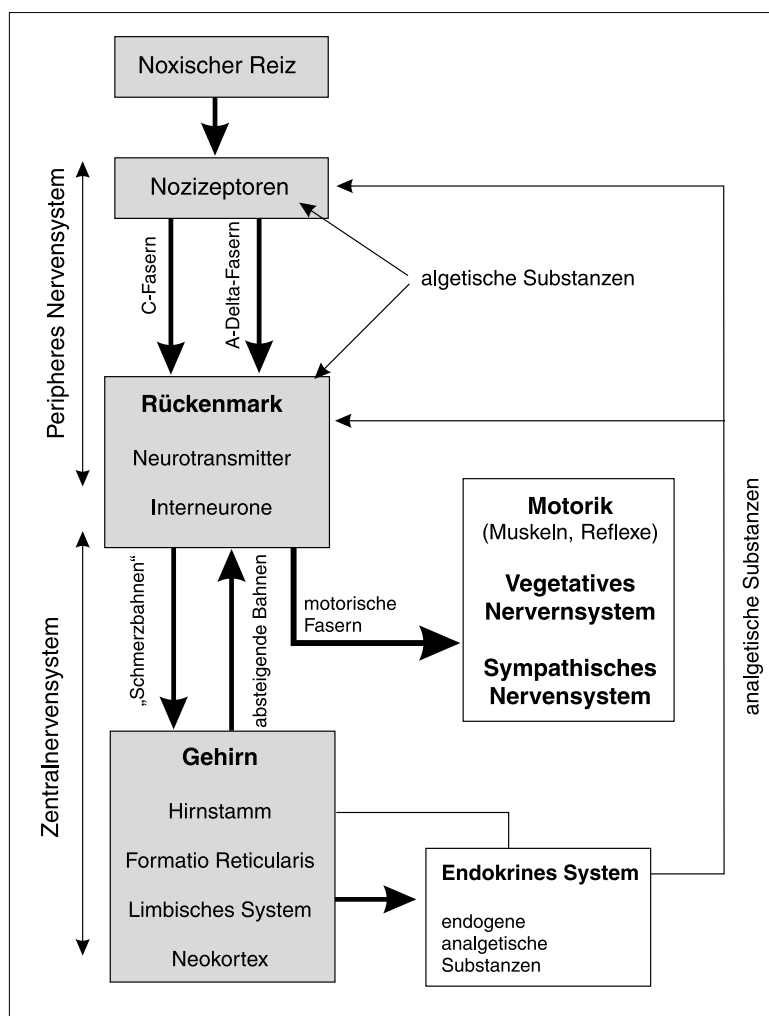 Noxischer Reiz
Peripheres Nervensystem
Nozizeptoren
C-Fasern
A-Delta-Fasern
algetische Substanzen
Rückenmark
Neurotransmitter
Interneurone
Zentralnervensystem
„Schmerzbahnen“
absteigende Bahnen
motorische
Fasern
Motorik
(Muskeln, Reflexe)
Vegetatives
Nervernsystem
Sympathisches
Nervensystem
analgetische Substanzen
Gehirn
Hirnstamm
Formatio Reticularis
Limbisches System
Neokortex
Endokrines System
endogene
analgetische
Substanzen